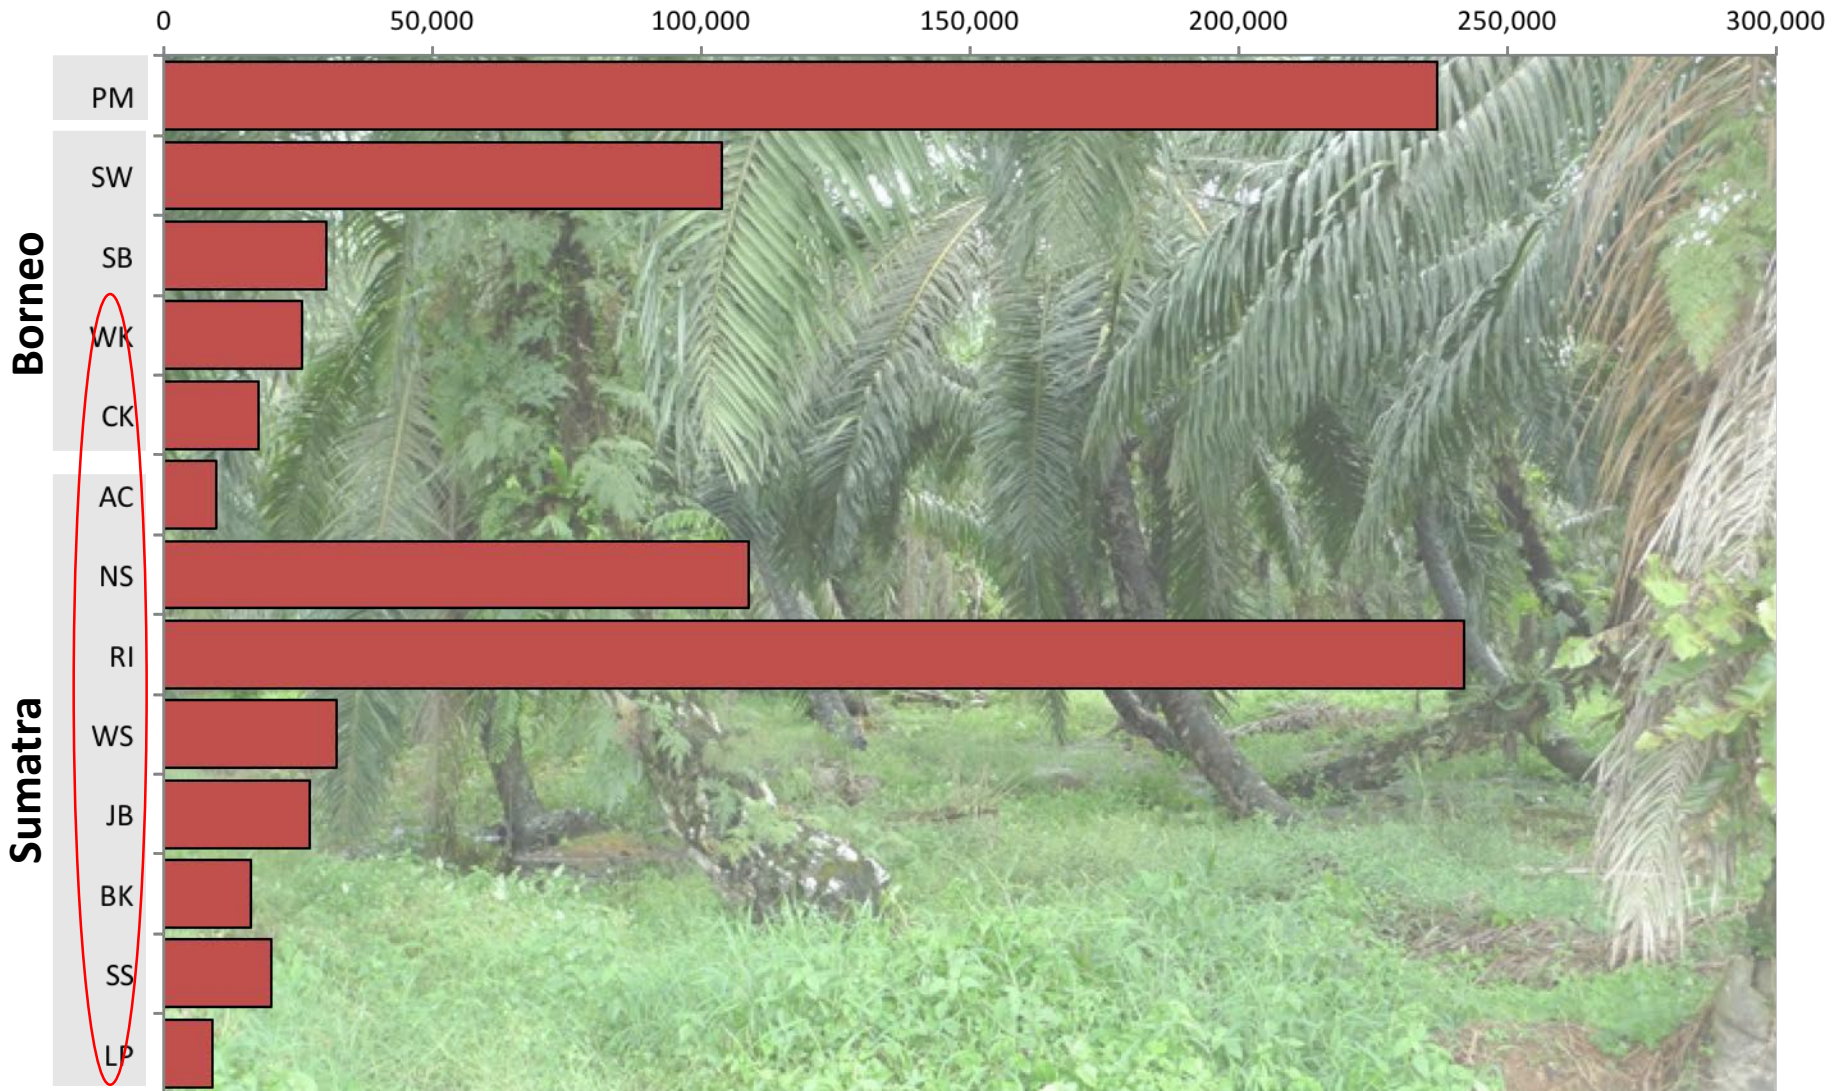 0 50,000 100,000 150,000 200,000 250,000 300,000
PM
Borneo
SW
SB
WK
CK
Sumatra
AC
NS
RI
WS
JB
BK
SS
LP